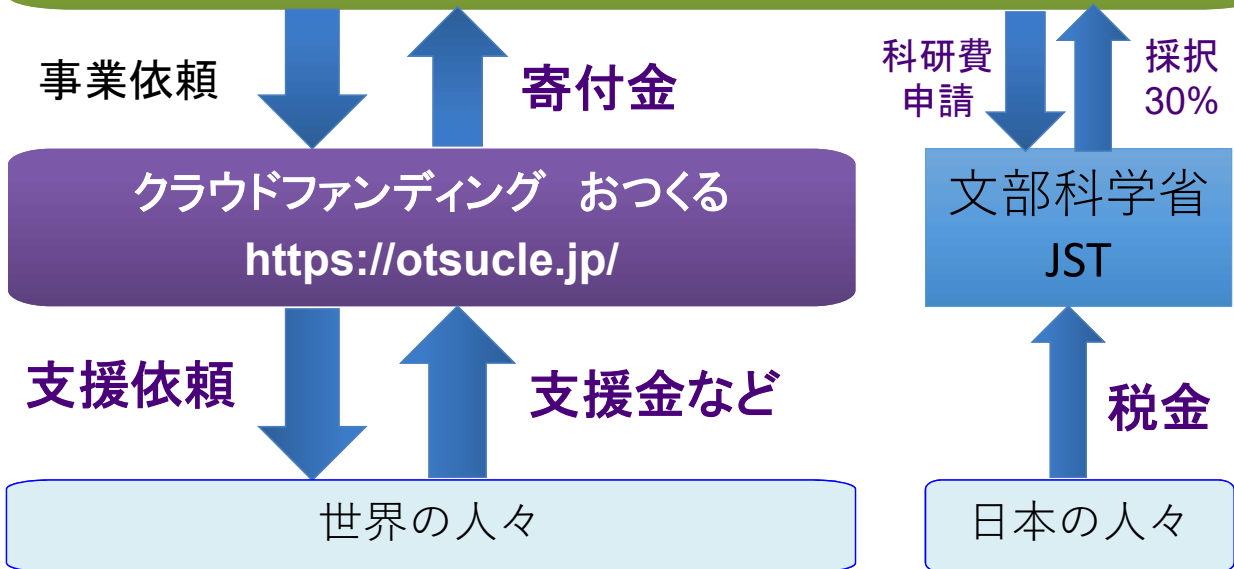 事業依頼
寄付金
科研費
申請
採択
30%
クラウドファンディング　おつくる
https://otsucle.jp/
文部科学省
JST
支援依頼
支援金など
税金
世界の人々
日本の人々